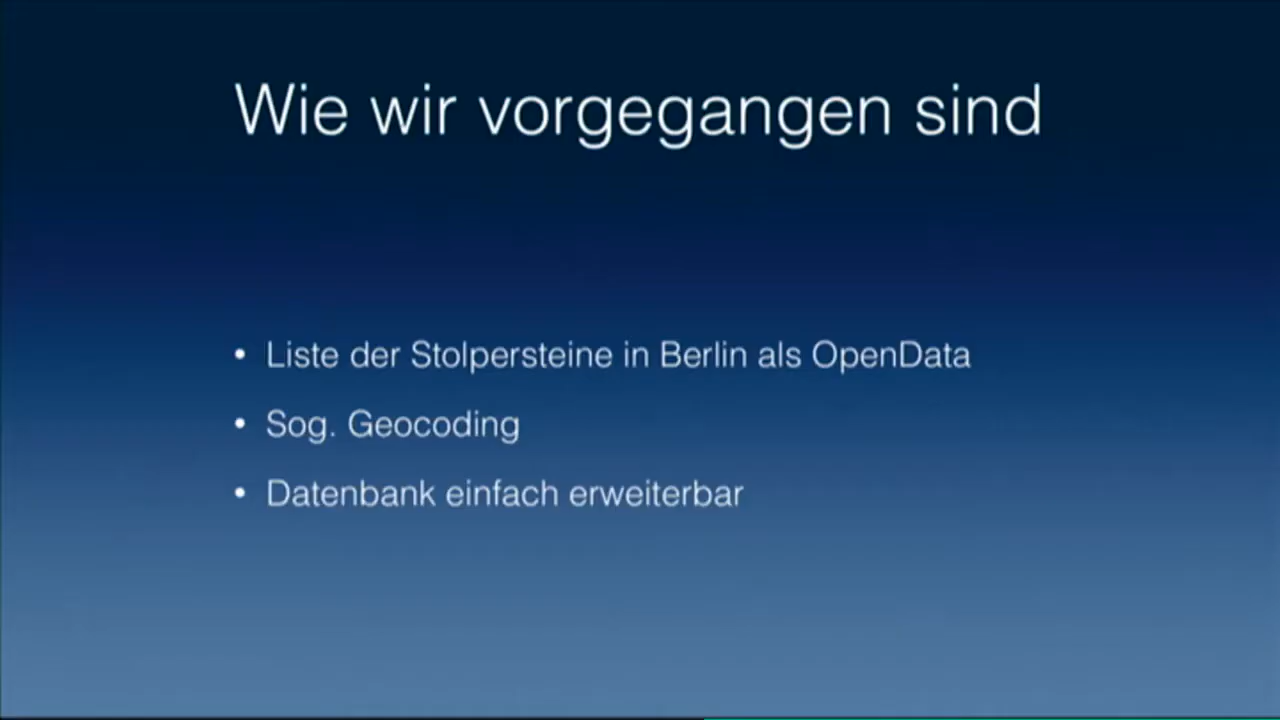 Wie wir vorgegangen sind
• Liste der Stolpersteine in Berlin als OpenData
• Sog. Geocoding
• Datenbank einfach erweiterbar